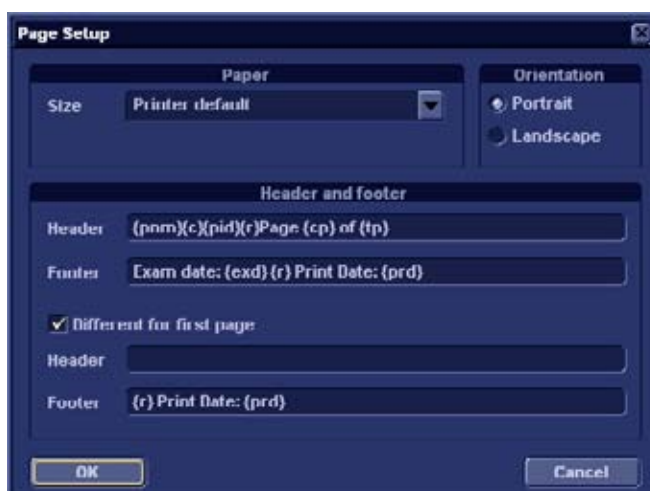 Page Setup
Paper
Size Printer default
Orientation
Portrait
Landscape
Header and footer
Header {pnm}{c}{pid}{r}Page {cp} of {tp}
Footer Exam date: {exd}{r} Print Date: {prd}
Different for first page
Header
Footer {r} Print Date: {prd}
OK Cancel